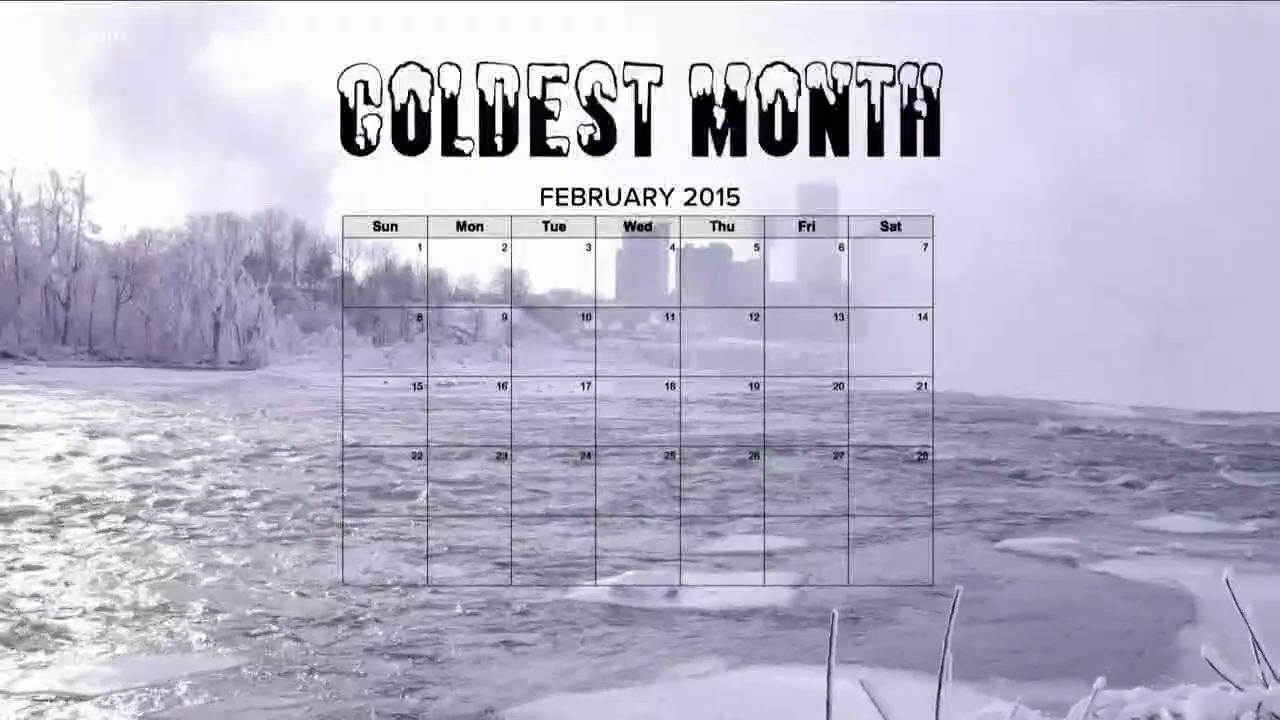 COLDEST MONTH
FEBRUARY 2015
Sun Mon Tue Wed Thu Fri Sat
1 2 3 4 5 6 7
8 9 10 11 12 13 14
15 16 17 18 19 20 21
22 23 24 25 26 27 28